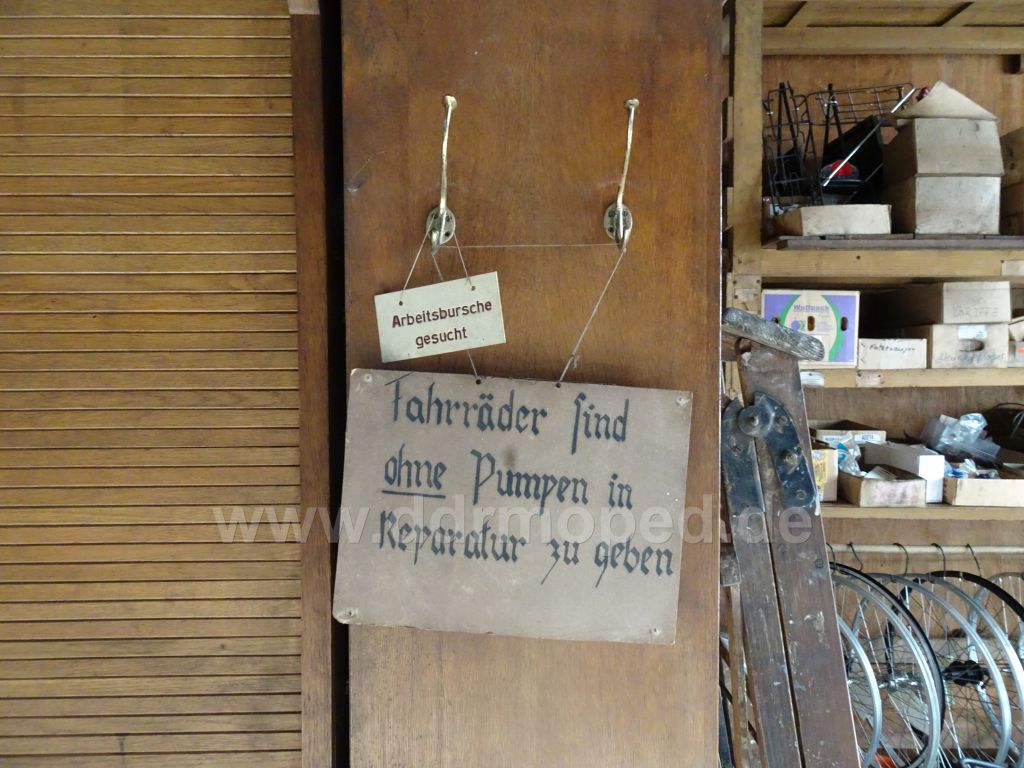 Arbeitsbursche
gesucht
Fahrräder sind
ohne Pumpen in
Reparatur zu geben
www.ddrmoped.de